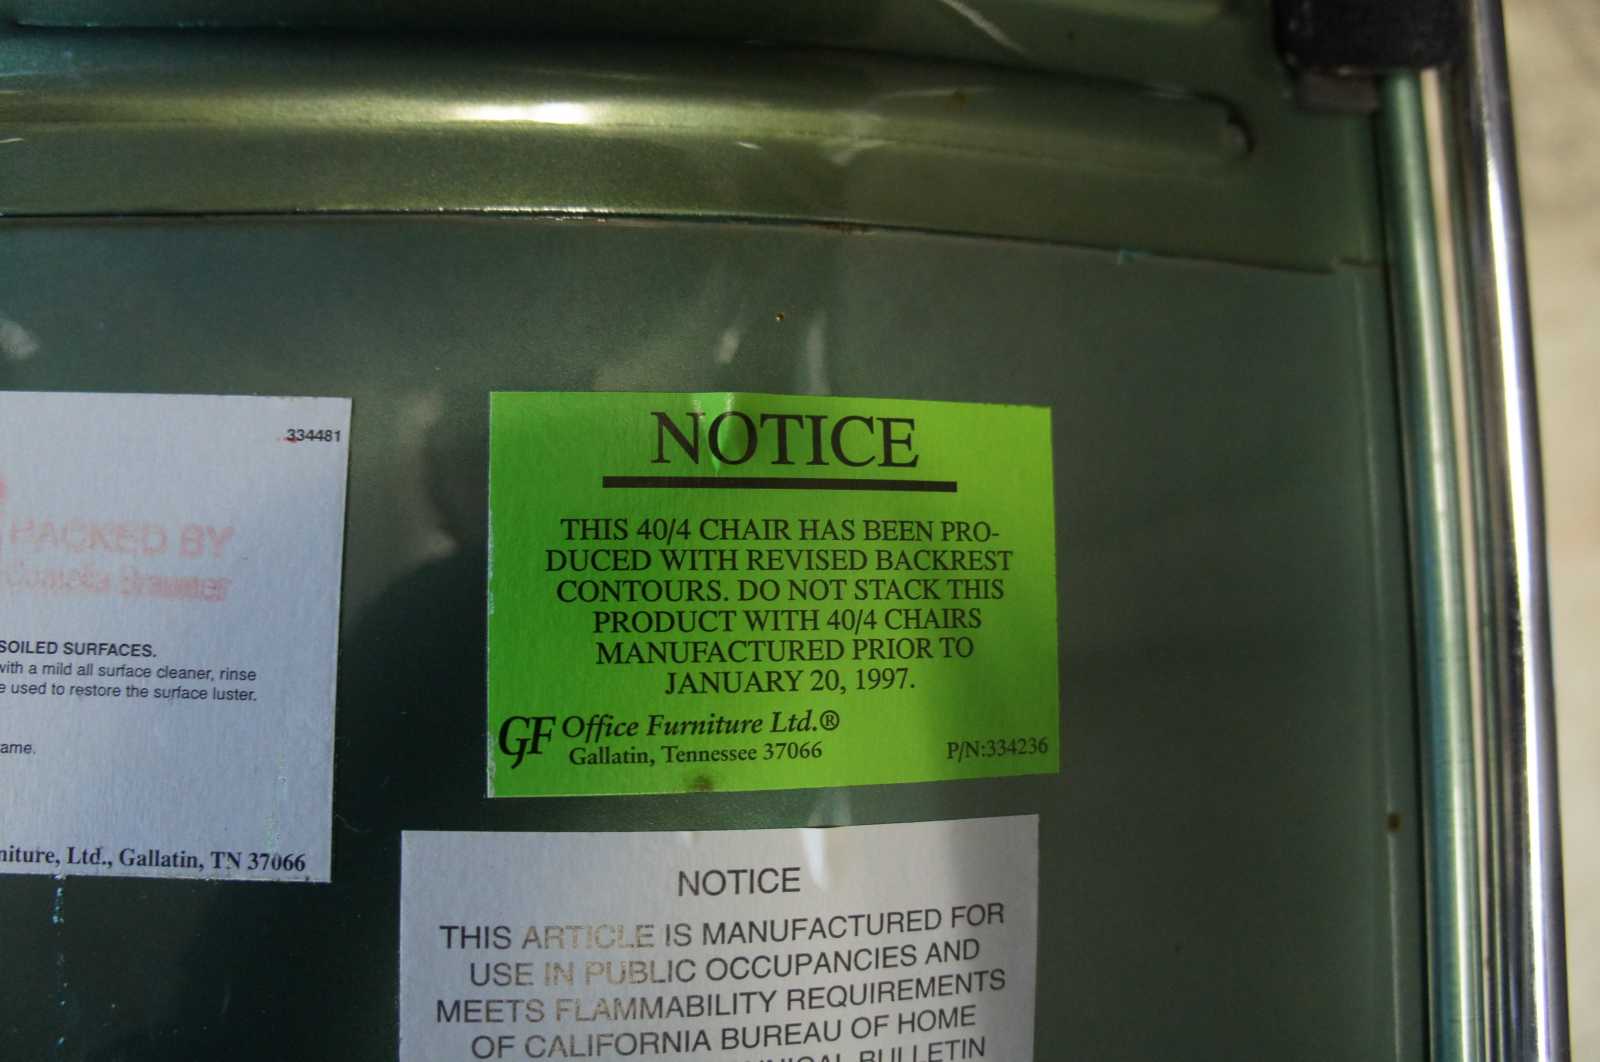 334481
PACKED BY
SOILED SURFACES.
with a mild all surface cleaner, rinse
e used to restore the surface luster.
ame.
niture, Ltd., Gallatin, TN 37066
NOTICE
THIS 40/4 CHAIR HAS BEEN PRO-
DUCED WITH REVISED BACKREST
CONTOURS. DO NOT STACK THIS
PRODUCT WITH 40/4 CHAIRS
MANUFACTURED PRIOR TO
JANUARY 20, 1997.
GF Office Furniture Ltd.®
Gallatin, Tennessee 37066
P/N:334236
NOTICE
THIS ARTICLE IS MANUFACTURED FOR
USE IN PUBLIC OCCUPANCIES AND
MEETS FLAMMABILITY REQUIREMENTS
OF CALIFORNIA BUREAU OF HOME
BULLETIN